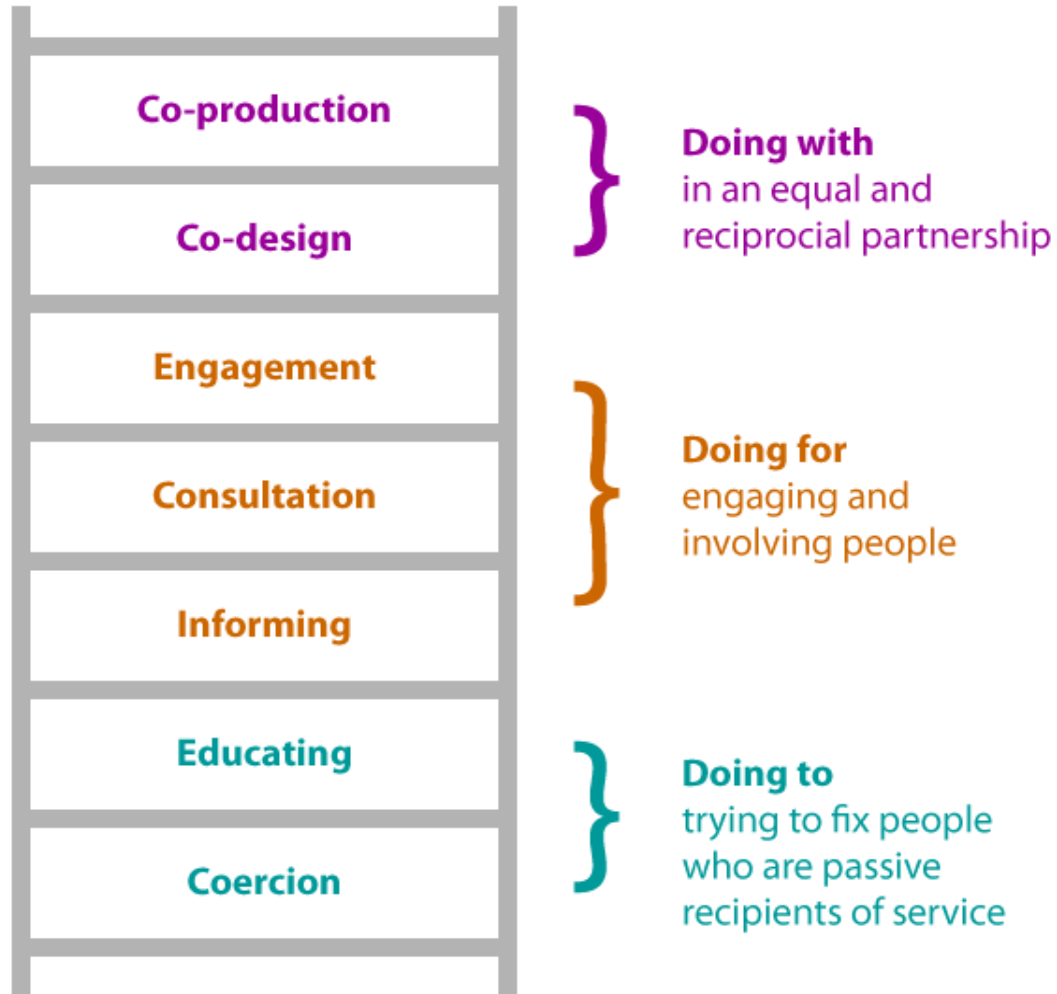 Co-production
Co-design
Doing with
in an equal and
reciprocial partnership
Engagement
Consultation
Informing
Doing for
engaging and
involving people
Educating
Coercion
Doing to
trying to fix people
who are passive
recipients of service